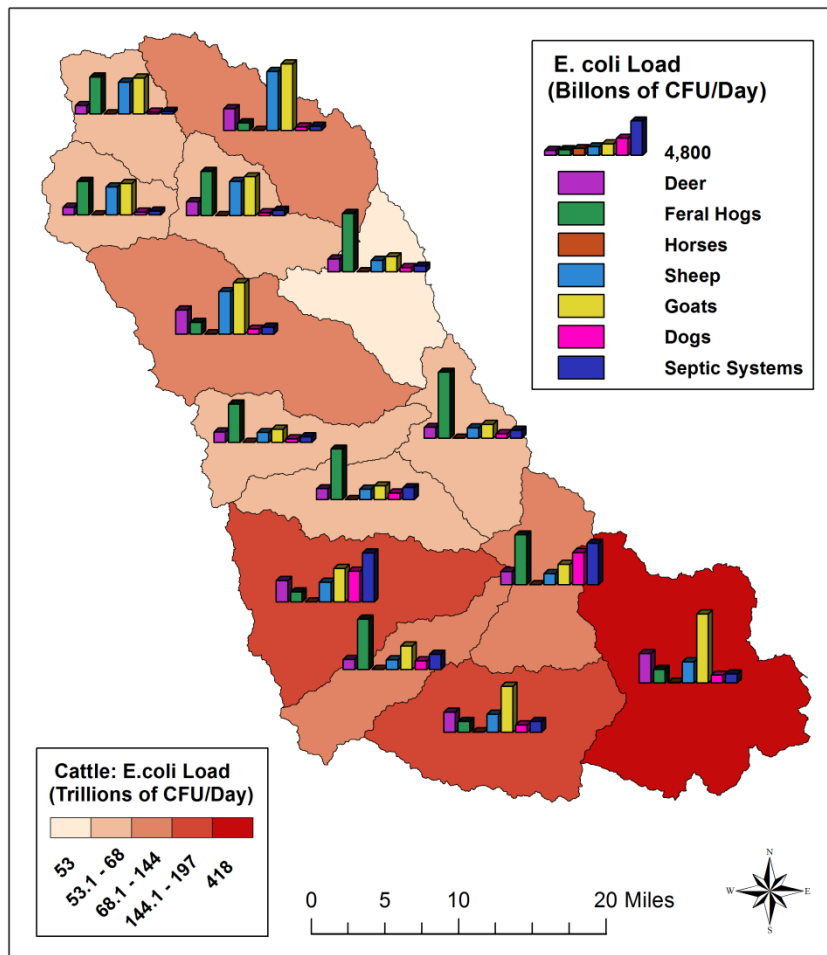 E. coli Load
(Billons of CFU/Day)
4,800
Deer
Feral Hogs
Horses
Sheep
Goats
Dogs
Septic Systems
Cattle: E.coli Load
(Trillions of CFU/Day)
53
53.1 - 68
68.1 - 144
144.1 - 197
418
0 5 10 20 Miles
N
W E
S